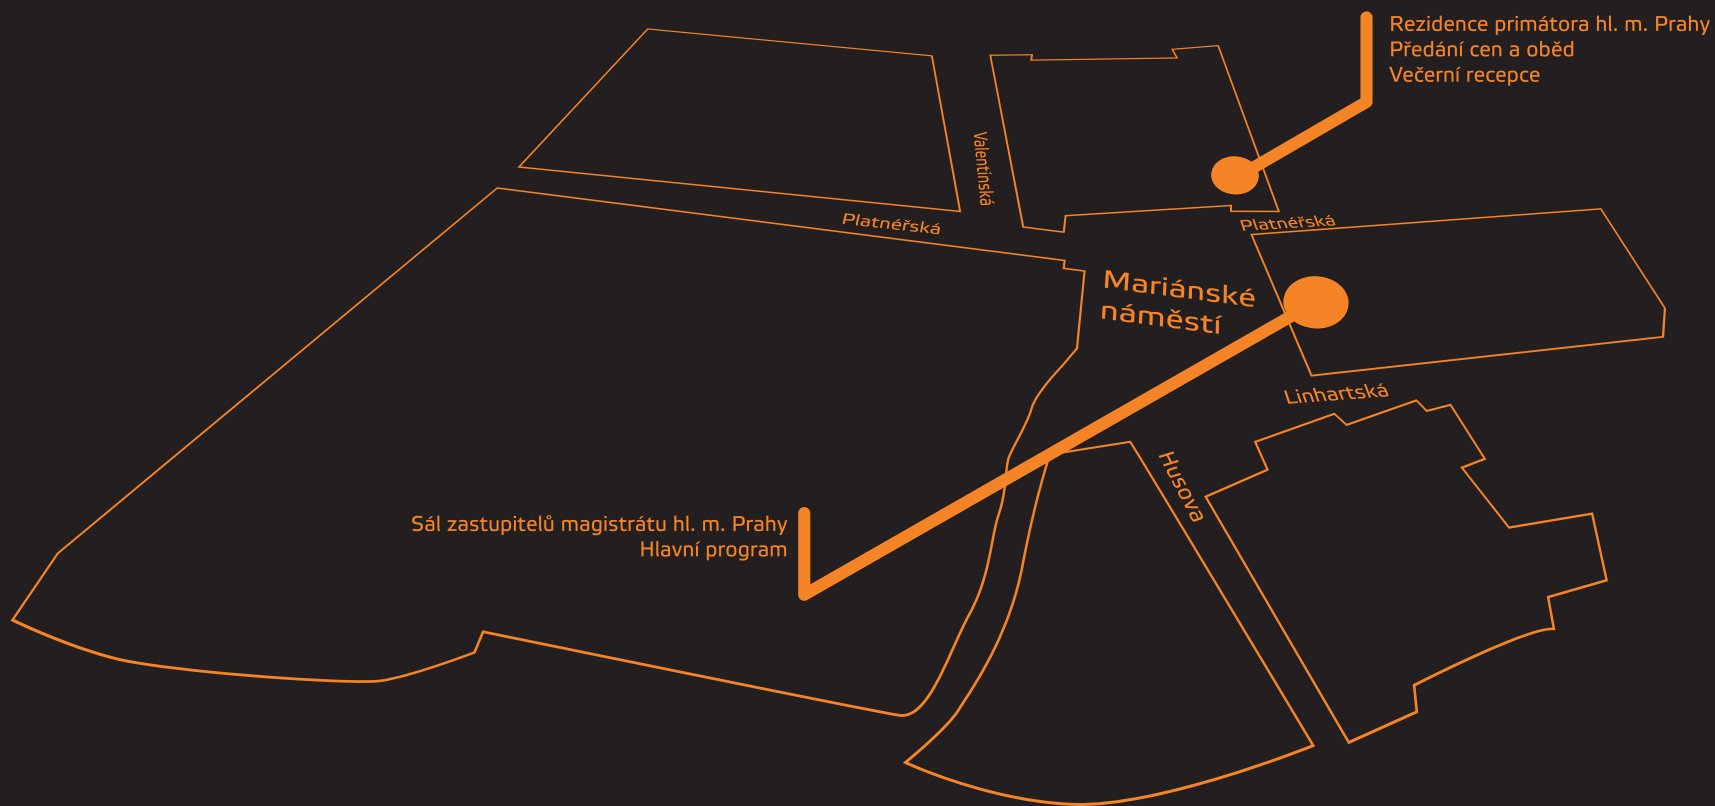 Rezidence primátora hl. m. Prahy
Předání cen a oběd
Večerní recepce
Valentinská
Platnéřská
Platnéřská
Mariánské
náměstí
Linhartská
Husova
Sál zastupitelů magistrátu hl. m. Prahy
Hlavní program